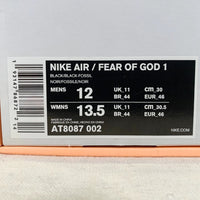 NIKE AIR / FEAR OF GOD 1
BLACK/BLACK-FOSSIL
NOIR/FOSSILE/NOIR
MENS 12 UK_11 CM_30
BR_44 EUR_46
WMNS 13.5 UK_11 CM_30.5
BR_44 EUR_46
AT8087 002
NIKE.COM